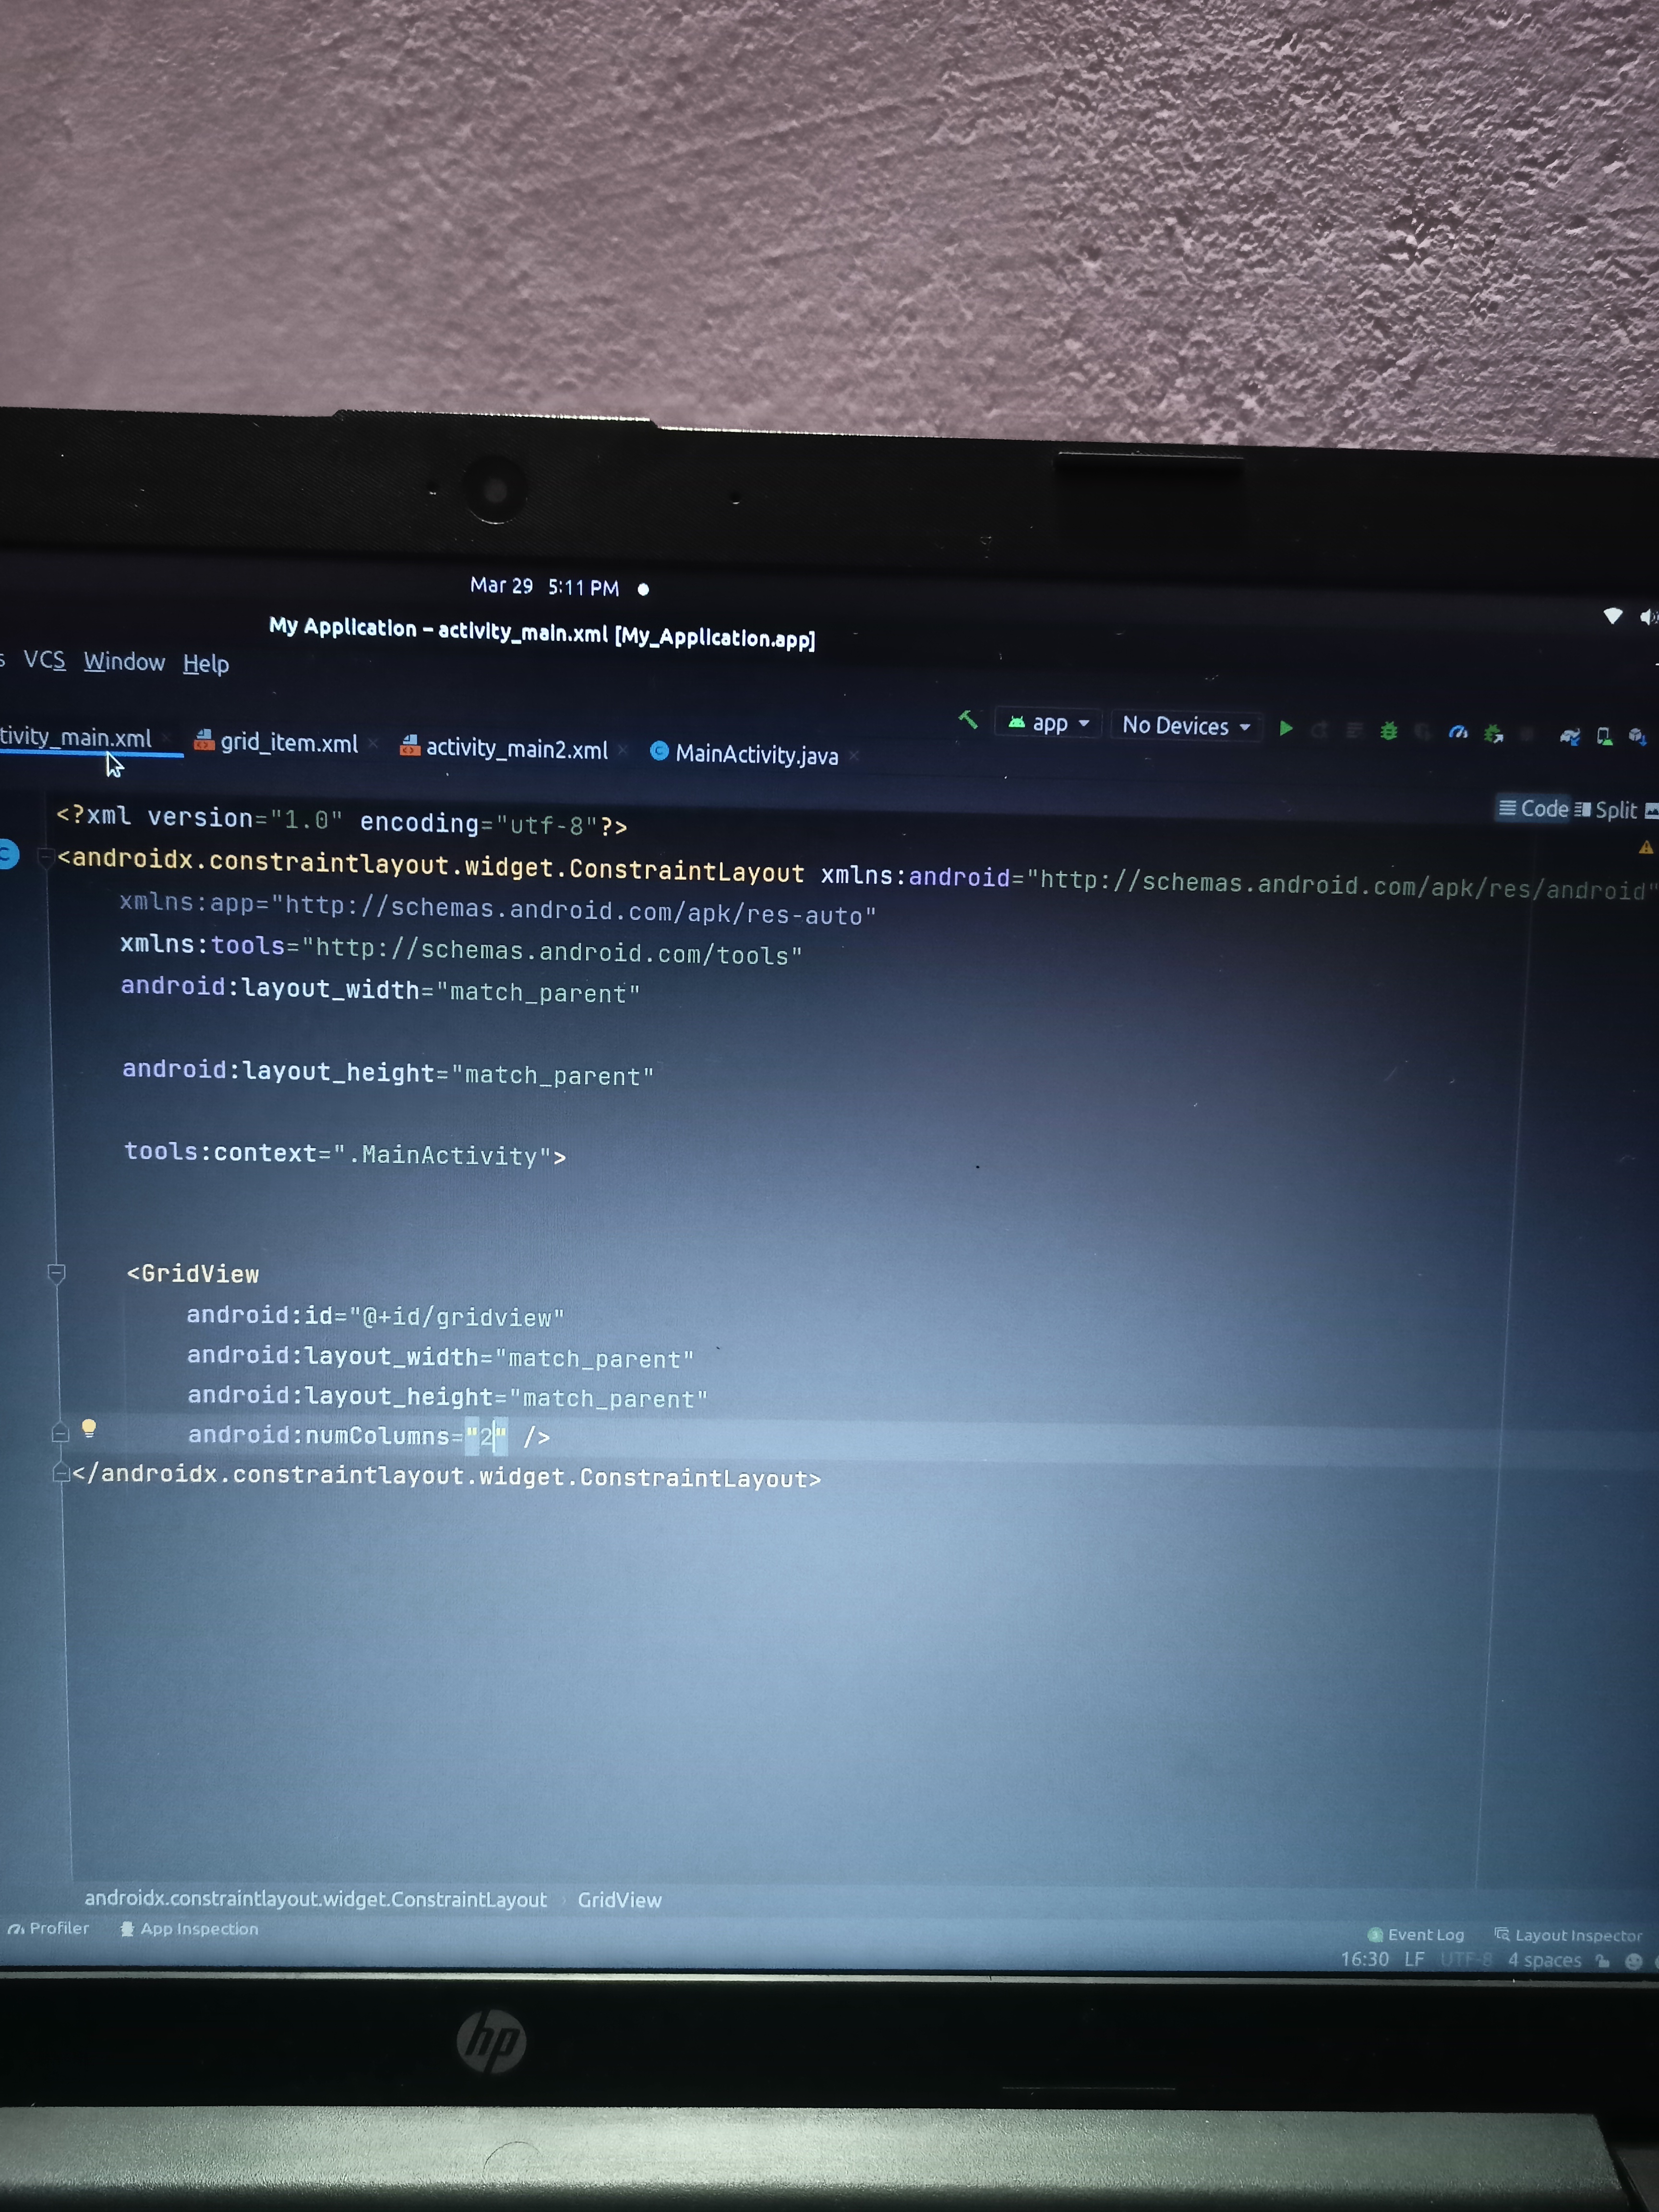 Mar 29 5:11 PM
My Application – activity_main.xml [My_Application.app]
VCS Window Help
app No Devices
tivity_main.xml grid_item.xml activity_main2.xml MainActivity.java
Code Split
<?xml version="1.0" encoding="utf-8"?>
<androidx.constraintlayout.widget.ConstraintLayout xmlns:android="http://schemas.android.com/apk/res/android"
xmlns:app="http://schemas.android.com/apk/res-auto"
xmlns:tools="http://schemas.android.com/tools"
android:layout_width="match_parent"
android:layout_height="match_parent"
tools:context=".MainActivity">
<GridView
android:id="@+id/gridview"
android:layout_width="match_parent"
android:layout_height="match_parent"
android:numColumns="2" />
</androidx.constraintlayout.widget.ConstraintLayout>
androidx.constraintlayout.widget.ConstraintLayout GridView
Profiler App Inspection Event Log Layout Inspector
16:30 LF UTF-8 4 spaces
hp